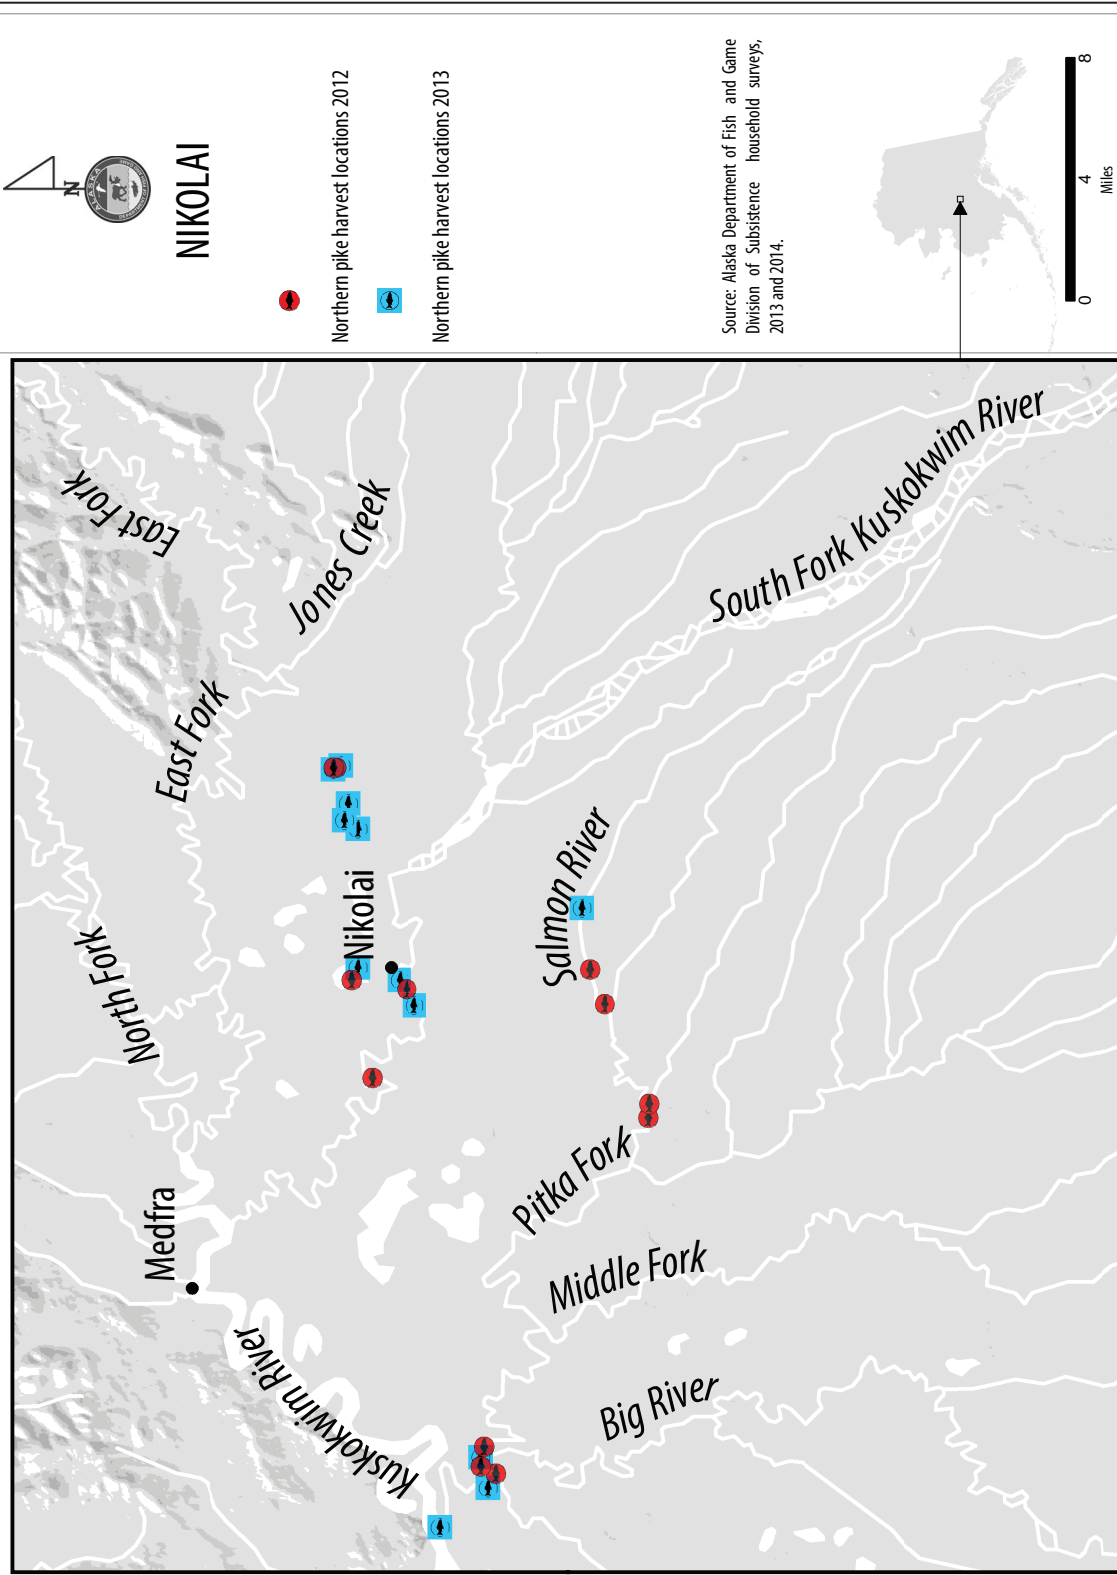 N
ALASKA
NIKOLAI
Northern pike harvest locations 2012
Northern pike harvest locations 2013
Source: Alaska Department of Fish and Game
Division of Subsistence household surveys,
2013 and 2014.
0 4 8
Miles
East Fork
East Fork
Jones Creek
South Fork Kuskokwim River
North Fork
Nikolai
Salmon River
Medfra
Pitka Fork
Middle Fork
Kuskokwim River
Big River